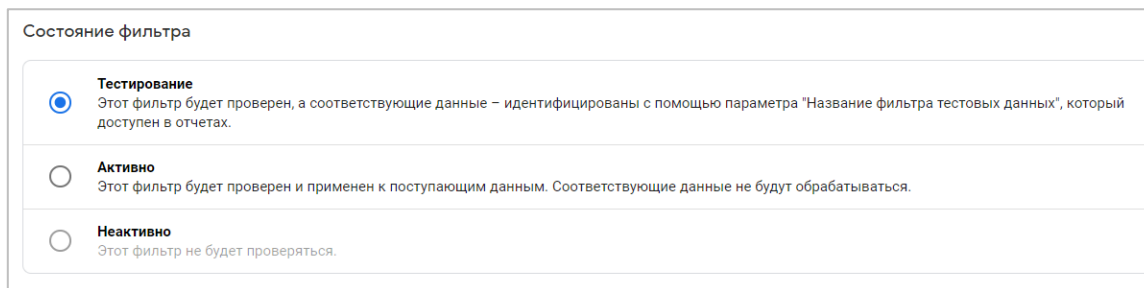 Состояние фильтра
Тестирование
Этот фильтр будет проверен, а соответствующие данные – идентифицированы с помощью параметра "Название фильтра тестовых данных", который
доступен в отчетах.
Активно
Этот фильтр будет проверен и применен к поступающим данным. Соответствующие данные не будут обрабатываться.
Неактивно
Этот фильтр не будет проверяться.